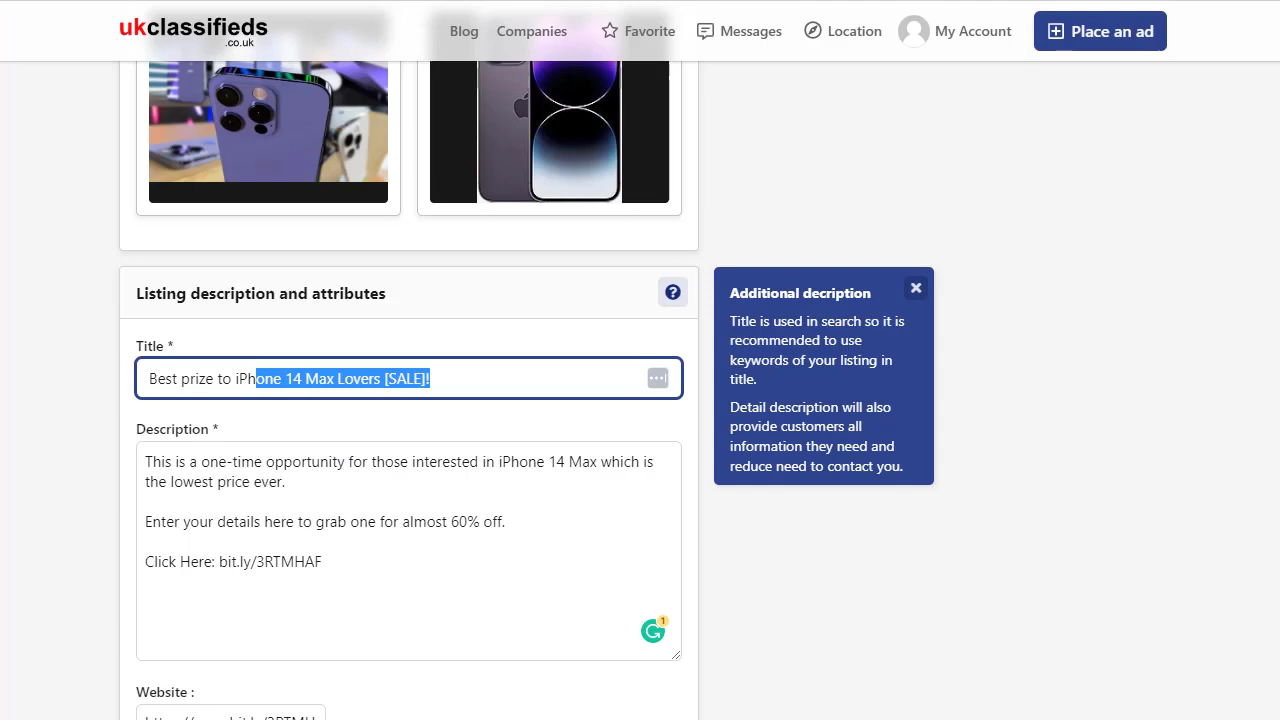 ukclassifieds
.co.uk
Blog Companies Favorite Messages Location My Account Place an ad
Listing description and attributes
Title *
Best prize to iPhone 14 Max Lovers [SALE]!
Description *
This is a one-time opportunity for those interested in iPhone 14 Max which is
the lowest price ever.
Enter your details here to grab one for almost 60% off.
Click Here: bit.ly/3RTMHAF
1
Website :
Additional decription
Title is used in search so it is
recommended to use
keywords of your listing in
title.
Detail description will also
provide customers all
information they need and
reduce need to contact you.